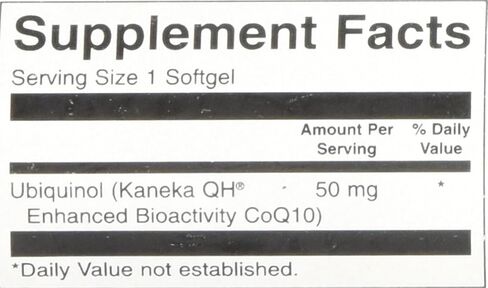 Supplement Facts
Serving Size 1 Softgel
Amount Per % Daily
Serving Value
Ubiquinol (Kaneka QH® - 50 mg *
Enhanced Bioactivity CoQ10)
*Daily Value not established.